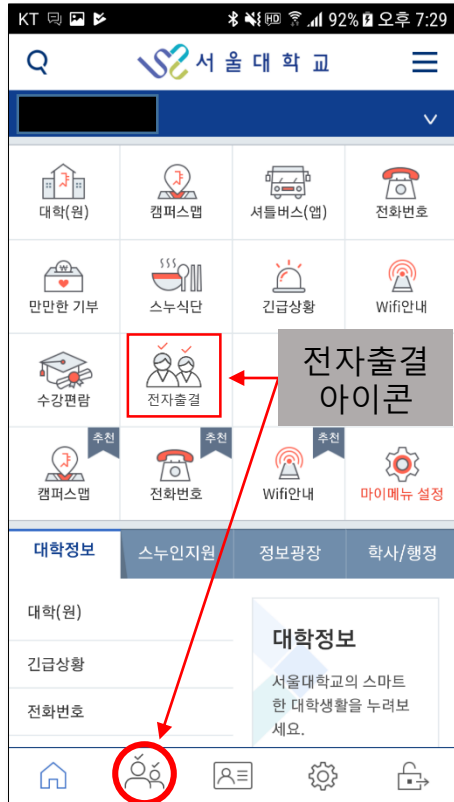 KT 92% 오후 7:29
서울대학교
대학(원) 캠퍼스맵 셔틀버스(앱) 전화번호
만만한 기부 스누식단 긴급상황 Wifi안내
수강편람 전자출결
전자출결
아이콘
추천 추천 추천
캠퍼스맵 전화번호 Wifi안내 마이메뉴 설정
대학정보 스누인지원 정보광장 학사/행정
대학(원)
긴급상황
전화번호
대학정보
서울대학교의 스마트
한 대학생활을 누려보
세요.